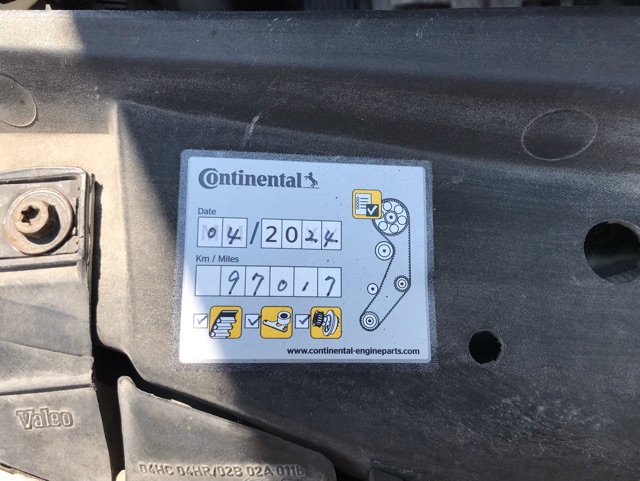 Continental
Date
04/2024
Km / Miles
97017
www.continental-engineparts.com
Valeo
04HC 04HR/02B 02A 0116